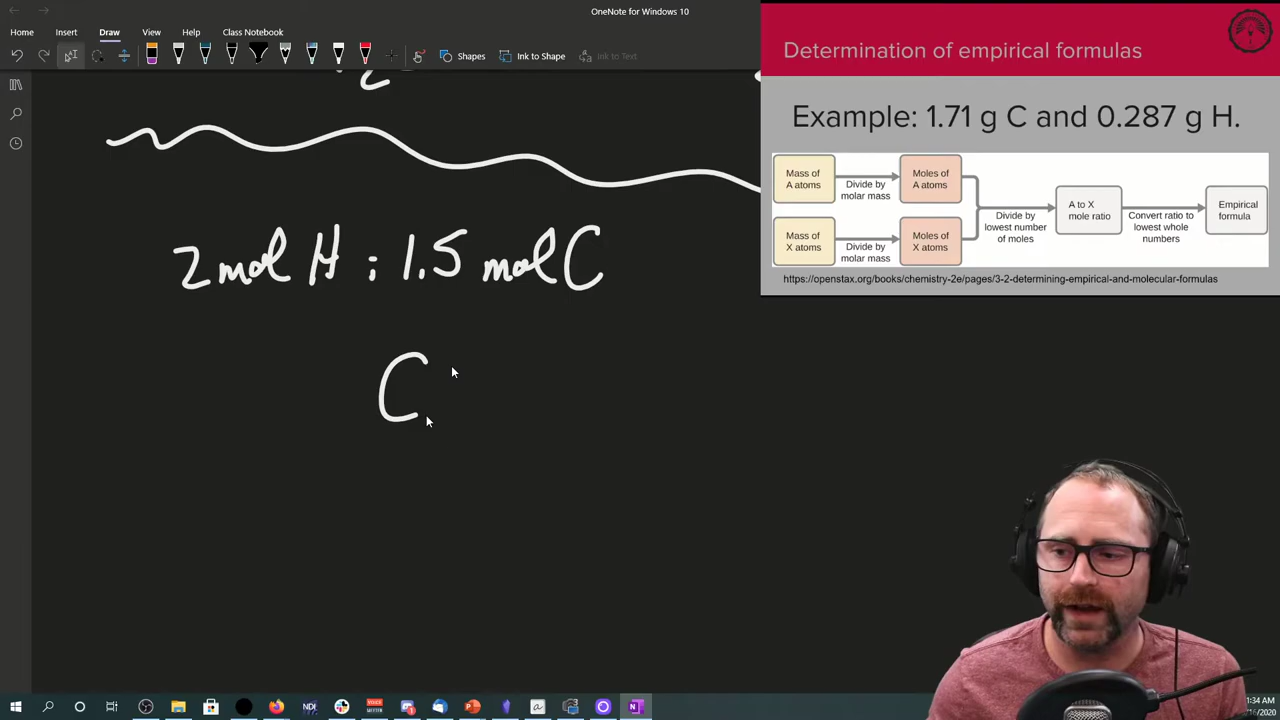 OneNote for Windows 10
Home Insert Draw View Help Class Notebook
Shapes Ink to Shape Ink to Text
2 mol H : 1.5 mol C
C
Determination of empirical formulas
Example: 1.71 g C and 0.287 g H.
Mass of
A atoms
Divide by
molar mass
Moles of
A atoms
Mass of
X atoms
Divide by
molar mass
Moles of
X atoms
Divide by
lowest number
of moles
A to X
mole ratio
Convert ratio to
lowest whole
numbers
Empirical
formula
https://openstax.org/books/chemistry-2e/pages/3-2-determining-empirical-and-molecular-formulas